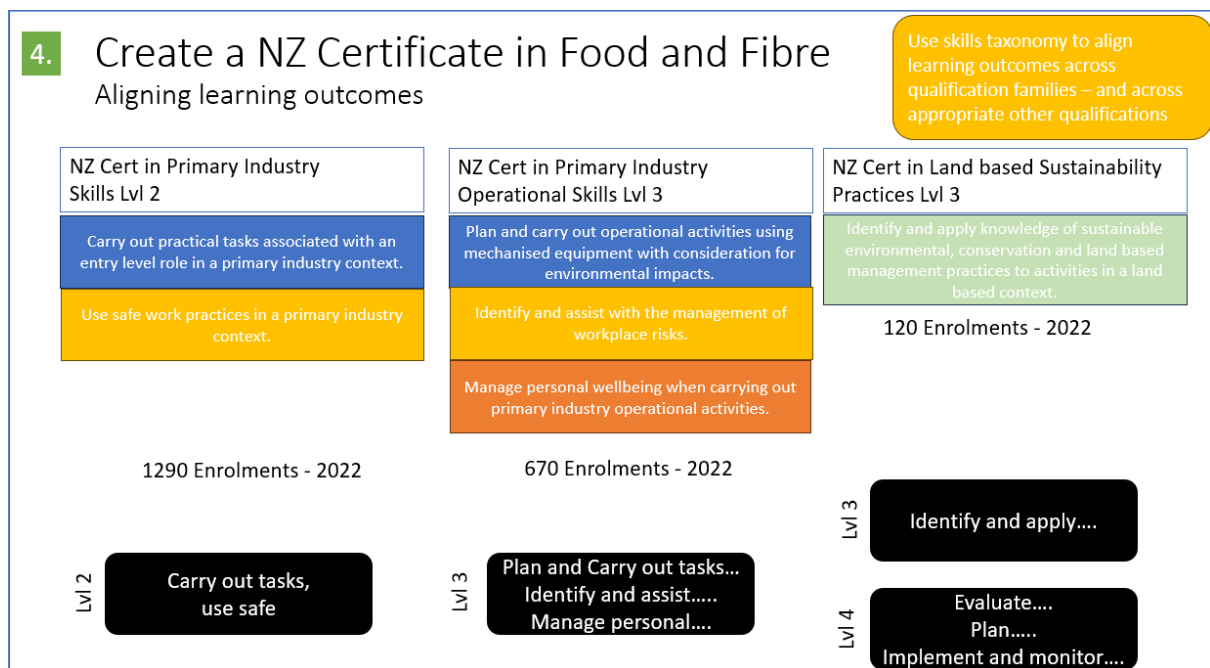 4.
Create a NZ Certificate in Food and Fibre
Aligning learning outcomes
Use skills taxonomy to align
learning outcomes across
qualification families – and across
appropriate other qualifications
NZ Cert in Primary Industry
Skills Lvl 2
Carry out practical tasks associated with an
entry level role in a primary industry context.
Use safe work practices in a primary industry
context.
1290 Enrolments - 2022
Lvl 2
Carry out tasks,
use safe
NZ Cert in Primary Industry
Operational Skills Lvl 3
Plan and carry out operational activities using
mechanised equipment with consideration for
environmental impacts.
Identify and assist with the management of
workplace risks.
Manage personal wellbeing when carrying out
primary industry operational activities.
670 Enrolments - 2022
Lvl 3
Plan and Carry out tasks...
Identify and assist.....
Manage personal....
NZ Cert in Land based Sustainability
Practices Lvl 3
Identify and apply knowledge of sustainable
environmental, conservation and land based
management practices to activities in a land
based context.
120 Enrolments - 2022
Lvl 3
Identify and apply....
Lvl 4
Evaluate....
Plan.....
Implement and monitor....